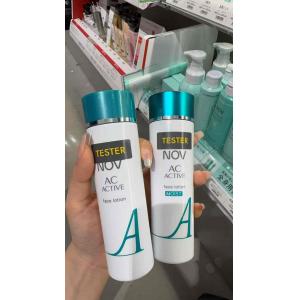 TESTER
NOV
AC
ACTIVE
face lotion
A
TESTER
NOV
AC
ACTIVE
face lotion
MOIST
A